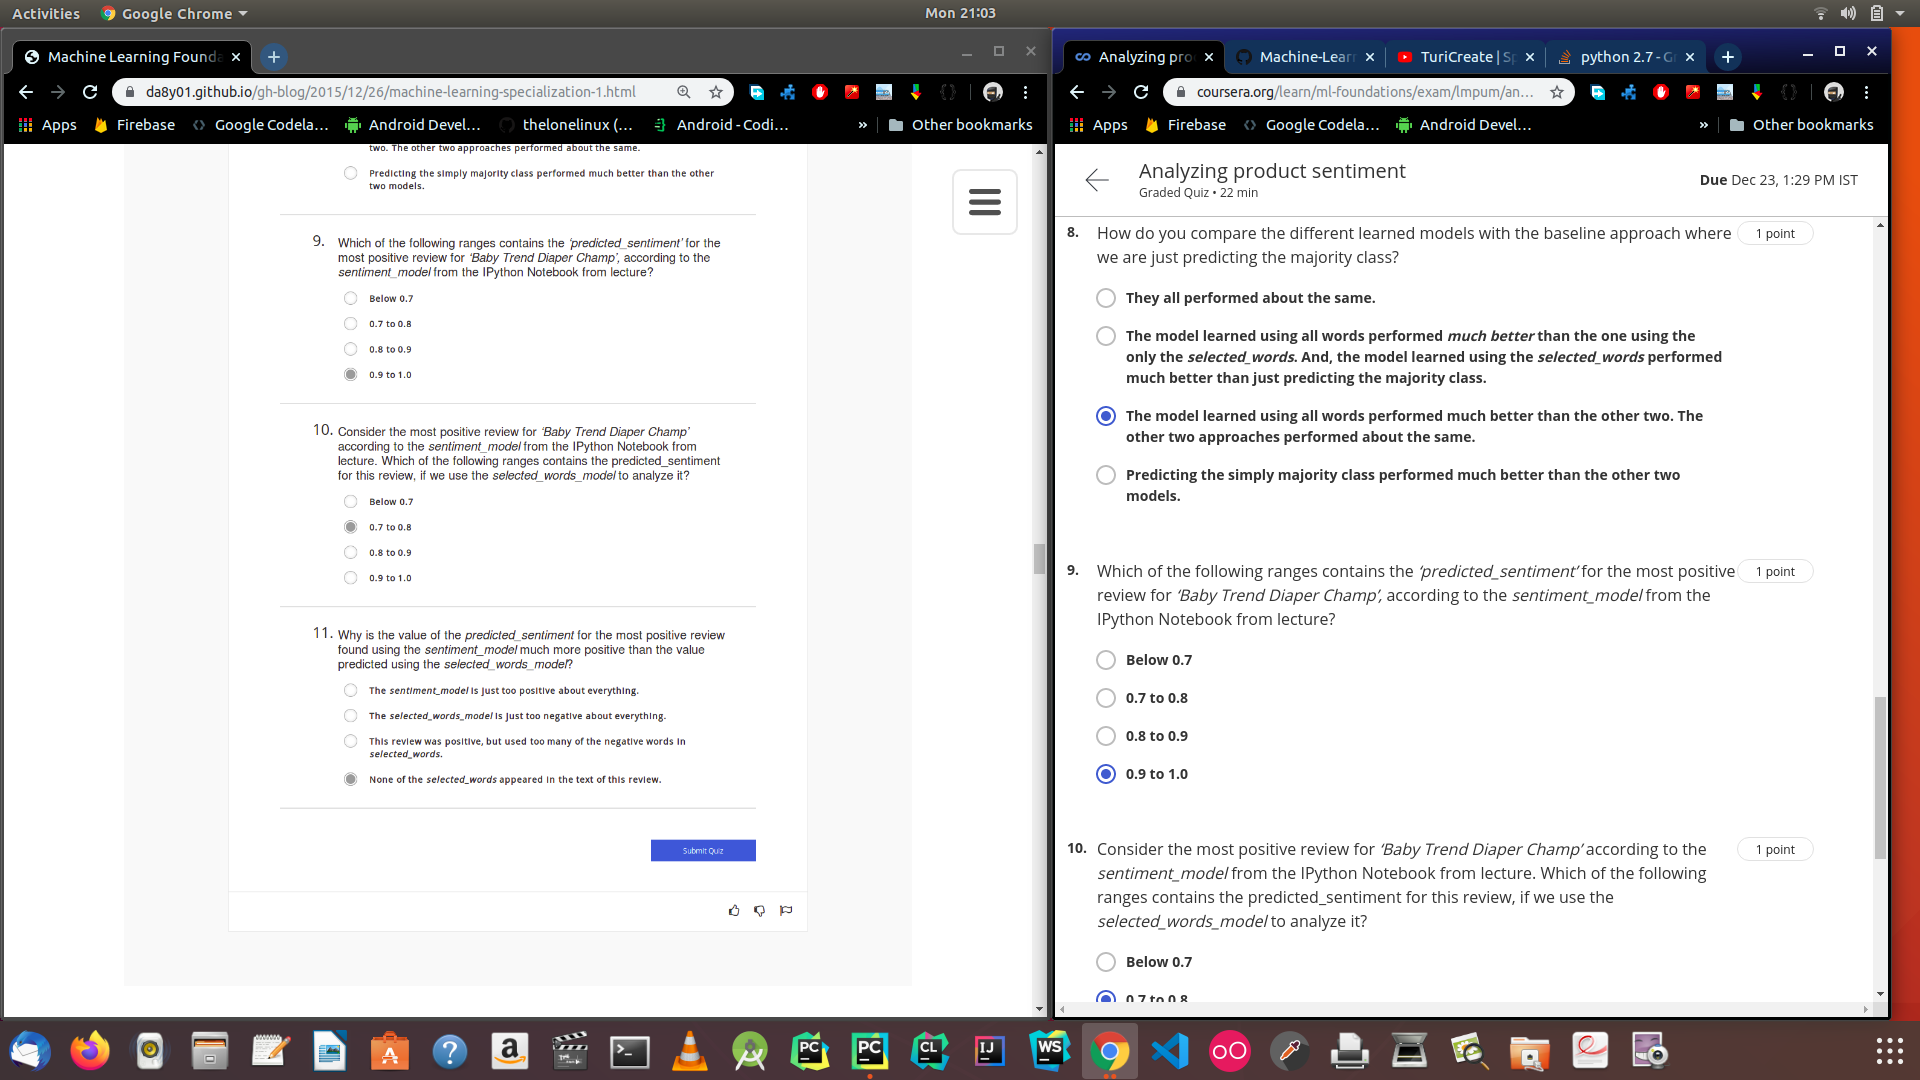 Activities
Google Chrome
Mon 21:03
Machine Learning Founda
da8y01.github.io/gh-blog/2015/12/26/machine-learning-specialization-1.html
Apps
Firebase
Google Codela...
Android Devel...
thelonelinux (...
Android - Codi...
»
Other bookmarks
two. The other two approaches performed about the same.
Predicting the simply majority class performed much better than the other
two models.
9. Which of the following ranges contains the ‘predicted_sentiment’ for the
most positive review for ‘Baby Trend Diaper Champ’, according to the
sentiment_model from the IPython Notebook from lecture?
Below 0.7
0.7 to 0.8
0.8 to 0.9
0.9 to 1.0
10. Consider the most positive review for ‘Baby Trend Diaper Champ’
according to the sentiment_model from the IPython Notebook from
lecture. Which of the following ranges contains the predicted_sentiment
for this review, if we use the selected_words_model to analyze it?
Below 0.7
0.7 to 0.8
0.8 to 0.9
0.9 to 1.0
11. Why is the value of the predicted_sentiment for the most positive review
found using the sentiment_model much more positive than the value
predicted using the selected_words_model?
The sentiment_model is just too positive about everything.
The selected_words_model is just too negative about everything.
This review was positive, but used too many of the negative words in
selected_words.
None of the selected_words appeared in the text of this review.
Submit Quiz
Analyzing pro
Machine-Lear
TuriCreate | Sp
python 2.7 - G
coursera.org/learn/ml-foundations/exam/lmpum/an...
Apps
Firebase
Google Codela...
Android Devel...
»
Other bookmarks
Analyzing product sentiment
Graded Quiz • 22 min
Due Dec 23, 1:29 PM IST
8. How do you compare the different learned models with the baseline approach where
we are just predicting the majority class?
1 point
They all performed about the same.
The model learned using all words performed much better than the one using the
only the selected_words. And, the model learned using the selected_words performed
much better than just predicting the majority class.
The model learned using all words performed much better than the other two. The
other two approaches performed about the same.
Predicting the simply majority class performed much better than the other two
models.
9. Which of the following ranges contains the ‘predicted_sentiment’ for the most positive
review for ‘Baby Trend Diaper Champ’, according to the sentiment_model from the
IPython Notebook from lecture?
1 point
Below 0.7
0.7 to 0.8
0.8 to 0.9
0.9 to 1.0
10. Consider the most positive review for ‘Baby Trend Diaper Champ’ according to the
sentiment_model from the IPython Notebook from lecture. Which of the following
ranges contains the predicted_sentiment for this review, if we use the
selected_words_model to analyze it?
1 point
Below 0.7
0.7 to 0.8
PC
PC
CL
IJ
WS